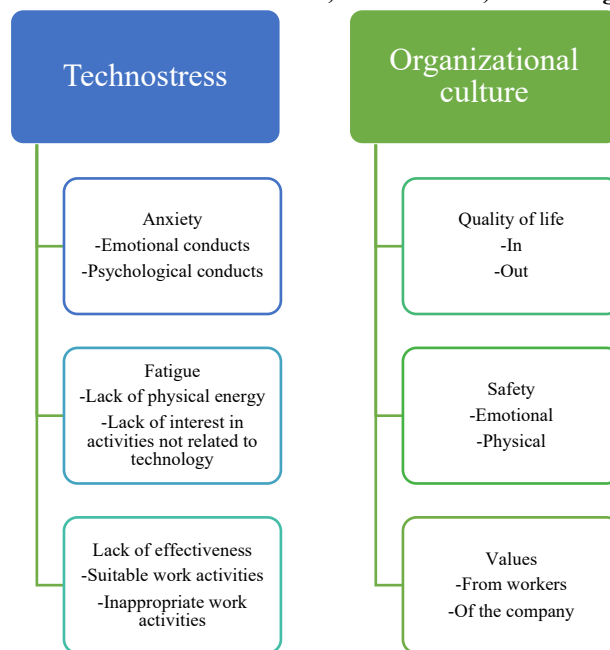 Technostress
Anxiety
-Emotional conducts
-Psychological conducts
Fatigue
-Lack of physical energy
-Lack of interest in
activities not related to
technology
Lack of effectiveness
-Suitable work activities
-Inappropriate work
activities
Organizational
culture
Quality of life
-In
-Out
Safety
-Emotional
-Physical
Values
-From workers
-Of the company